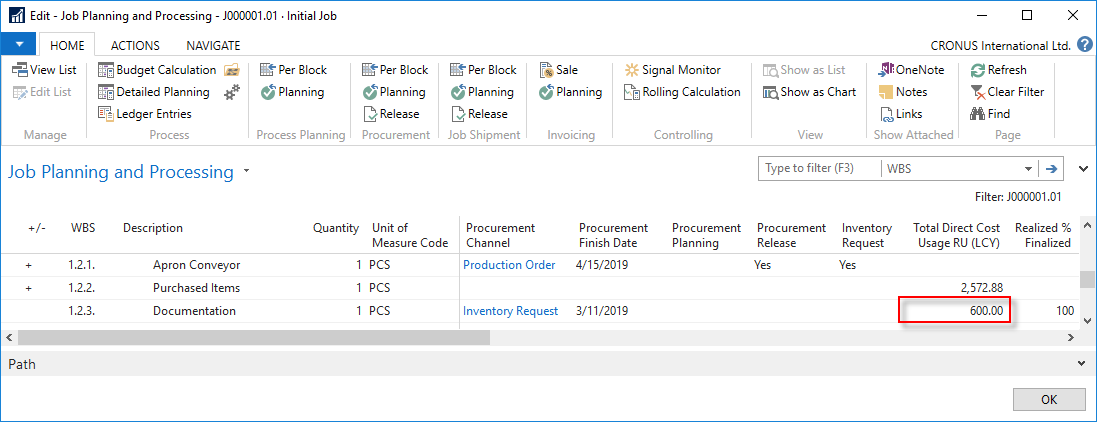 Edit - Job Planning and Processing - J000001.01 · Initial Job
HOME ACTIONS NAVIGATE CRONUS International Ltd. ?
View List Budget Calculation Per Block Per Block Per Block Sale Signal Monitor Show as List OneNote Refresh
Edit List Detailed Planning Planning Planning Planning Planning Rolling Calculation Show as Chart Notes Clear Filter
Ledger Entries Release Release Links Find
Manage Process Process Planning Procurement Job Shipment Invoicing Controlling View Show Attached Page
Job Planning and Processing Type to filter (F3) WBS
Filter: J000001.01
+/- WBS Description Quantity Unit of Procurement Procurement Procurement Procurement Inventory Total Direct Cost Realized %
Measure Code Channel Finish Date Planning Release Request Usage RU (LCY) Finalized
+ 1.2.1. Apron Conveyor 1 PCS Production Order 4/15/2019 Yes Yes
+ 1.2.2. Purchased Items 1 PCS 2,572.88
1.2.3. Documentation 1 PCS Inventory Request 3/11/2019 600.00 100
Path
OK